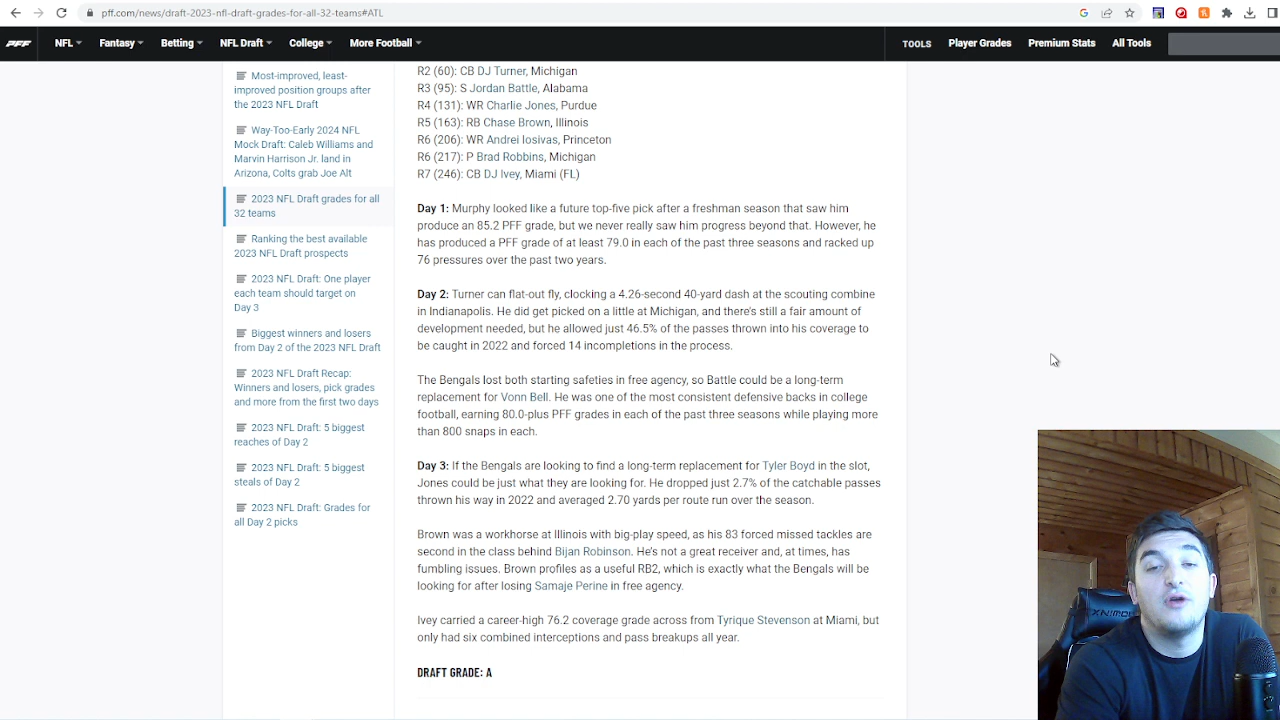 pff.com/news/draft-2023-nfl-draft-grades-for-all-32-teams#ATL
PFF
NFL
Fantasy
Betting
NFL Draft
College
More Football
TOOLS
Player Grades
Premium Stats
All Tools
Most-improved, least-
improved position groups after
the 2023 NFL Draft
Way-Too-Early 2024 NFL
Mock Draft: Caleb Williams and
Marvin Harrison Jr. land in
Arizona, Colts grab Joe Alt
2023 NFL Draft grades for all
32 teams
Ranking the best available
2023 NFL Draft prospects
2023 NFL Draft: One player
each team should target on
Day 3
Biggest winners and losers
from Day 2 of the 2023 NFL Draft
2023 NFL Draft Recap:
Winners and losers, pick grades
and more from the first two days
2023 NFL Draft: 5 biggest
reaches of Day 2
2023 NFL Draft: 5 biggest
steals of Day 2
2023 NFL Draft: Grades for
all Day 2 picks
R2 (60): CB DJ Turner, Michigan
R3 (95): S Jordan Battle, Alabama
R4 (131): WR Charlie Jones, Purdue
R5 (163): RB Chase Brown, Illinois
R6 (206): WR Andrei Iosivas, Princeton
R6 (217): P Brad Robbins, Michigan
R7 (246): CB DJ Ivey, Miami (FL)
Day 1: Murphy looked like a future top-five pick after a freshman season that saw him
produce an 85.2 PFF grade, but we never really saw him progress beyond that. However, he
has produced a PFF grade of at least 79.0 in each of the past three seasons and racked up
76 pressures over the past two years.
Day 2: Turner can flat-out fly, clocking a 4.26-second 40-yard dash at the scouting combine
in Indianapolis. He did get picked on a little at Michigan, and there's still a fair amount of
development needed, but he allowed just 46.5% of the passes thrown into his coverage to
be caught in 2022 and forced 14 incompletions in the process.
The Bengals lost both starting safeties in free agency, so Battle could be a long-term
replacement for Vonn Bell. He was one of the most consistent defensive backs in college
football, earning 80.0-plus PFF grades in each of the past three seasons while playing more
than 800 snaps in each.
Day 3: If the Bengals are looking to find a long-term replacement for Tyler Boyd in the slot,
Jones could be just what they are looking for. He dropped just 2.7% of the catchable passes
thrown his way in 2022 and averaged 2.70 yards per route run over the season.
Brown was a workhorse at Illinois with big-play speed, as his 83 forced missed tackles are
second in the class behind Bijan Robinson. He's not a great receiver and, at times, has
fumbling issues. Brown profiles as a useful RB2, which is exactly what the Bengals will be
looking for after losing Samaje Perine in free agency.
Ivey carried a career-high 76.2 coverage grade across from Tyrique Stevenson at Miami, but
only had six combined interceptions and pass breakups all year.
DRAFT GRADE: A